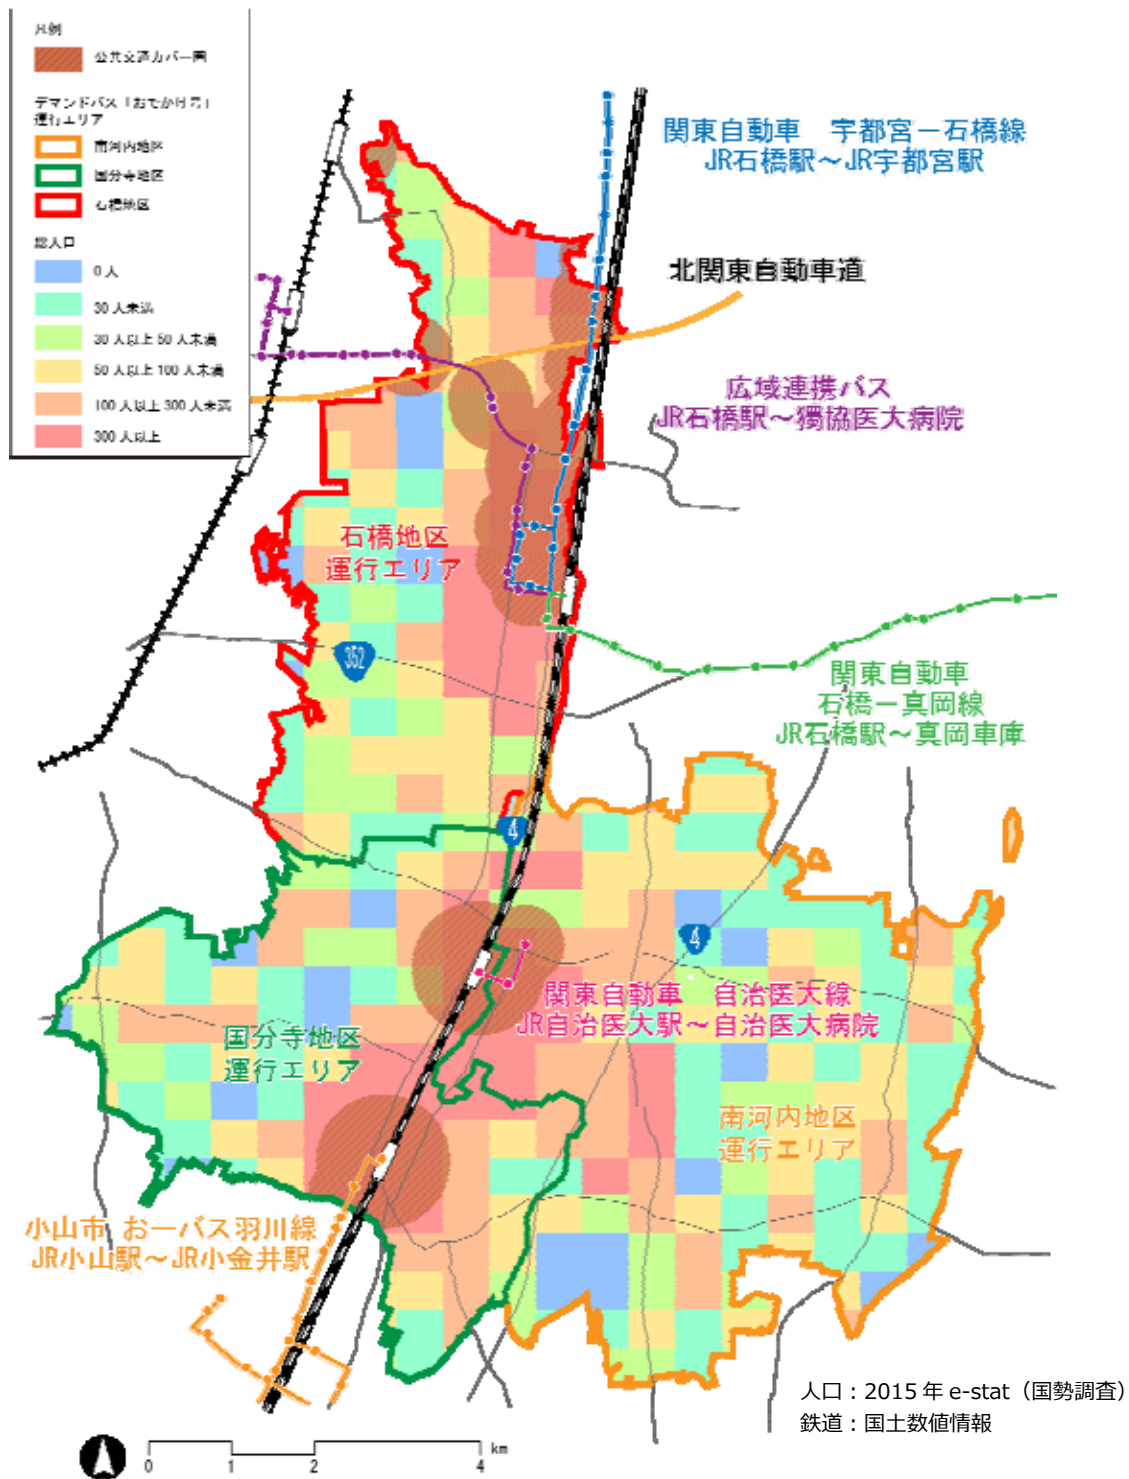 凡例
公共交通カバー圏
デマンドバス「おでかけ号」
運行エリア
南河内地区
国分寺地区
石橋地区
総人口
0人
30人未満
30人以上50人未満
50人以上100人未満
100人以上300人未満
300人以上
関東自動車 宇都宮－石橋線
JR石橋駅～JR宇都宮駅
北関東自動車道
広域連携バス
JR石橋駅～獨協医大病院
石橋地区
運行エリア
352
関東自動車
石橋－真岡線
JR石橋駅～真岡車庫
4
4
関東自動車 自治医大線
JR自治医大駅～自治医大病院
国分寺地区
運行エリア
南河内地区
運行エリア
小山市 おーバス羽川線
JR小山駅～JR小金井駅
人口：2015年 e-stat（国勢調査）
鉄道：国土数値情報
km
0 1 2 4